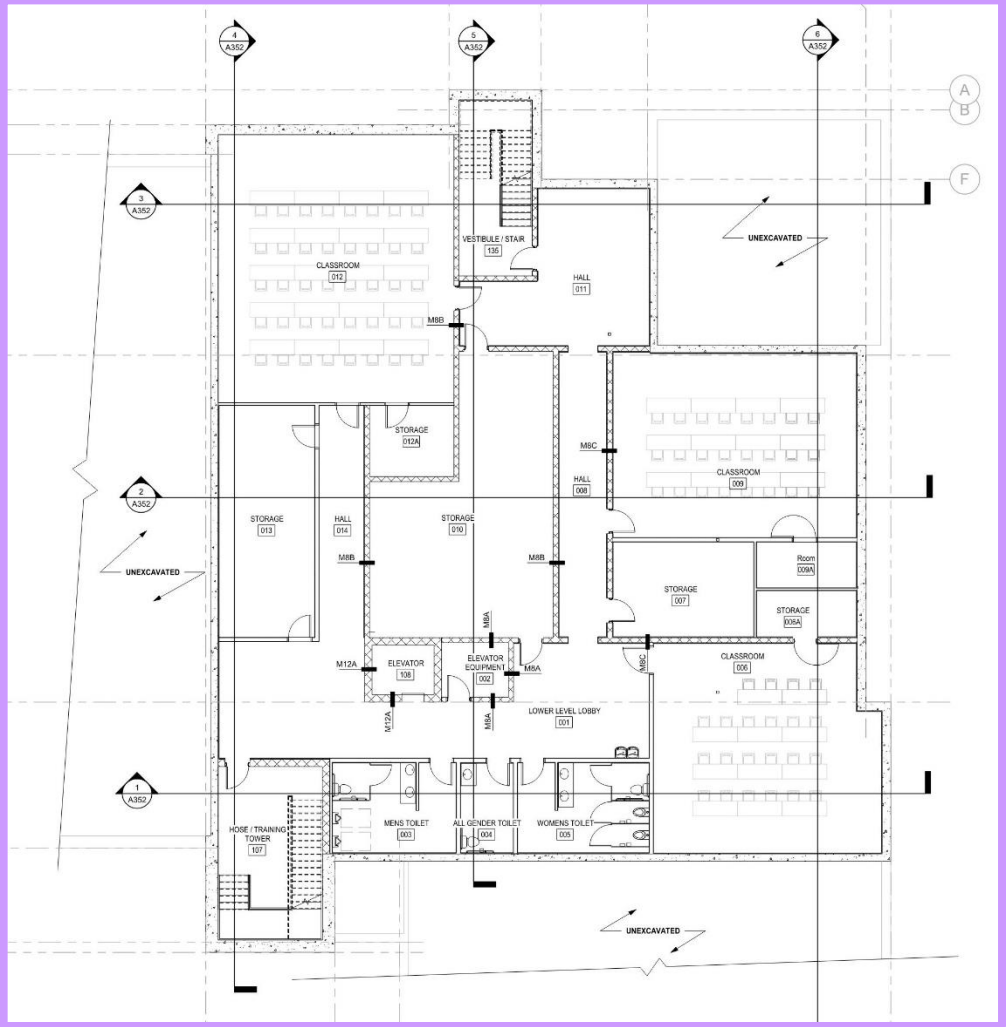 4
A352
5
A352
6
A352
A
B
F
3
A352
UNEXCAVATED
VESTIBULE / STAIR
135
CLASSROOM
012
HALL
011
M8B
STORAGE
012A
M8C
CLASSROOM
009
2
A352
HALL
008
STORAGE
013
HALL
014
STORAGE
010
M8B
M8B
UNEXCAVATED
Room
009A
STORAGE
007
STORAGE
006A
M8A
M8C
CLASSROOM
006
M12A
ELEVATOR
108
ELEVATOR
EQUIPMENT
002
M8A
M12A
M8A
LOWER LEVEL LOBBY
001
1
A352
HOSE / TRAINING
TOWER
107
MENS TOILET
003
ALL GENDER TOILET
004
WOMENS TOILET
005
UNEXCAVATED